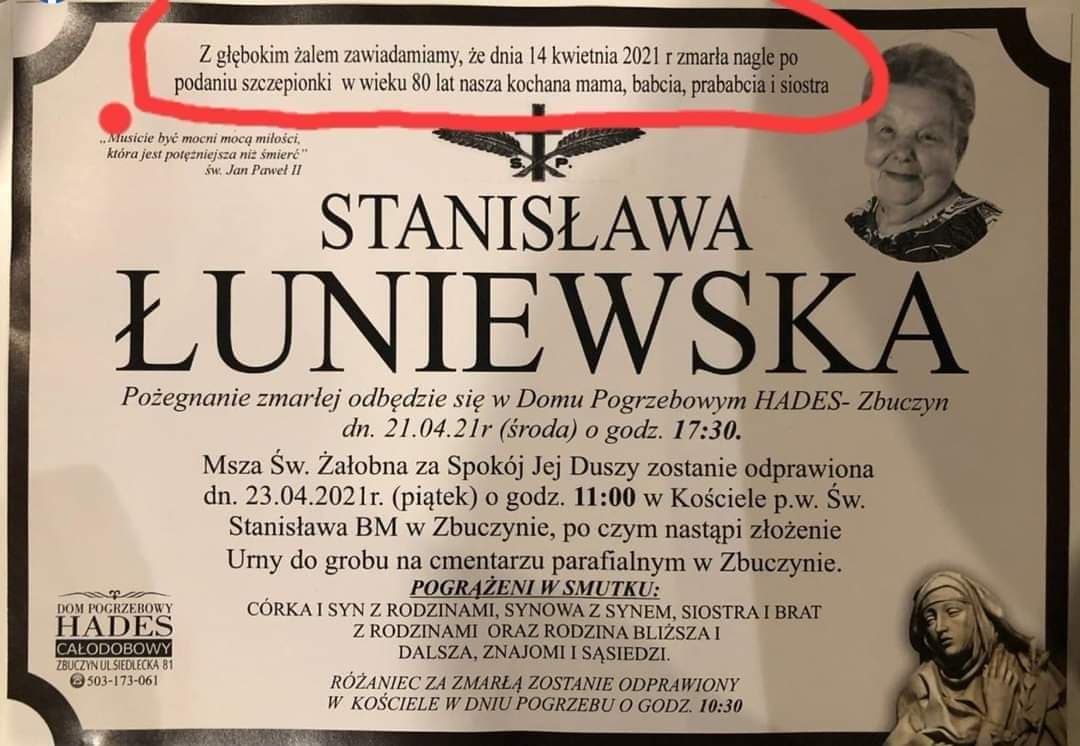 Z głębokim żalem zawiadamiamy, że dnia 14 kwietnia 2021 r zmarła nagle po
podaniu szczepionki w wieku 80 lat nasza kochana mama, babcia, prababcia i siostra
„Musicie być mocni mocą miłości,
która jest potężniejsza niż śmierć"
św. Jan Paweł II
Ś. P.
STANISŁAWA
ŁUNIEWSKA
Pożegnanie zmarłej odbędzie się w Domu Pogrzebowym HADES- Zbuczyn
dn. 21.04.21r (środa) o godz. 17:30.
Msza Św. Żałobna za Spokój Jej Duszy zostanie odprawiona
dn. 23.04.2021r. (piątek) o godz. 11:00 w Kościele p.w. Św.
Stanisława BM w Zbuczynie, po czym nastąpi złożenie
Urny do grobu na cmentarzu parafialnym w Zbuczynie.
POGRĄŻENI W SMUTKU:
CÓRKA I SYN Z RODZINAMI, SYNOWA Z SYNEM, SIOSTRA I BRAT
Z RODZINAMI ORAZ RODZINA BLIŻSZA I
DALSZA, ZNAJOMI I SĄSIEDZI.
RÓŻANIEC ZA ZMARŁĄ ZOSTANIE ODPRAWIONY
W KOŚCIELE W DNIU POGRZEBU O GODZ. 10:30
DOM POGRZEBOWY
HADES
CAŁODOBOWY
ZBUCZYN UL.SIEDLECKA 81
503-173-061